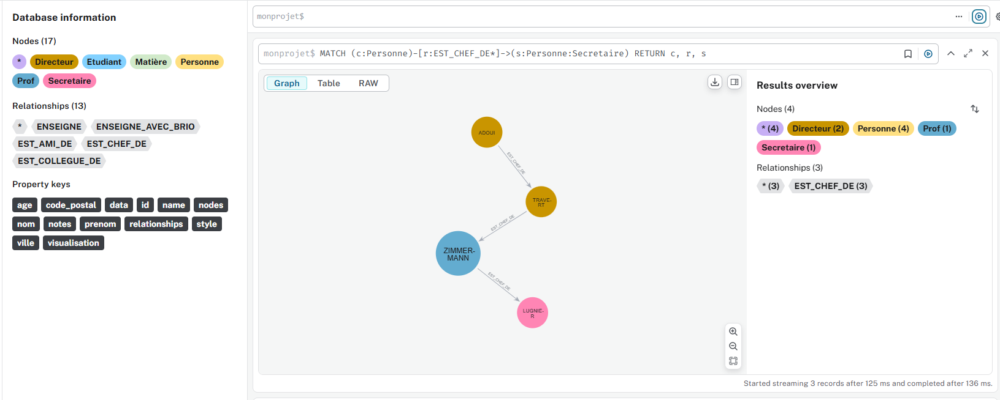 Database information
Nodes (17)
* Directeur Etudiant Matière Personne
Prof Secretaire
Relationships (13)
* ENSEIGNE ENSEIGNE_AVEC_BRIO
EST_AMI_DE EST_CHEF_DE
EST_COLLEGUE_DE
Property keys
age code_postal data id name nodes
nom notes prenom relationships style
ville visualisation
monprojet$
monprojet$ MATCH (c:Personne)-[r:EST_CHEF_DE*]->(s:Personne:Secretaire) RETURN c, r, s
Graph Table RAW
ADOUI
EST_CHEF_DE
TRAVE-
RT
EST_CHEF_DE
ZIMMER-
MANN
EST_CHEF_DE
LUGNIE-
R
Results overview
Nodes (4)
* (4) Directeur (2) Personne (4) Prof (1)
Secretaire (1)
Relationships (3)
* (3) EST_CHEF_DE (3)
Started streaming 3 records after 125 ms and completed after 136 ms.